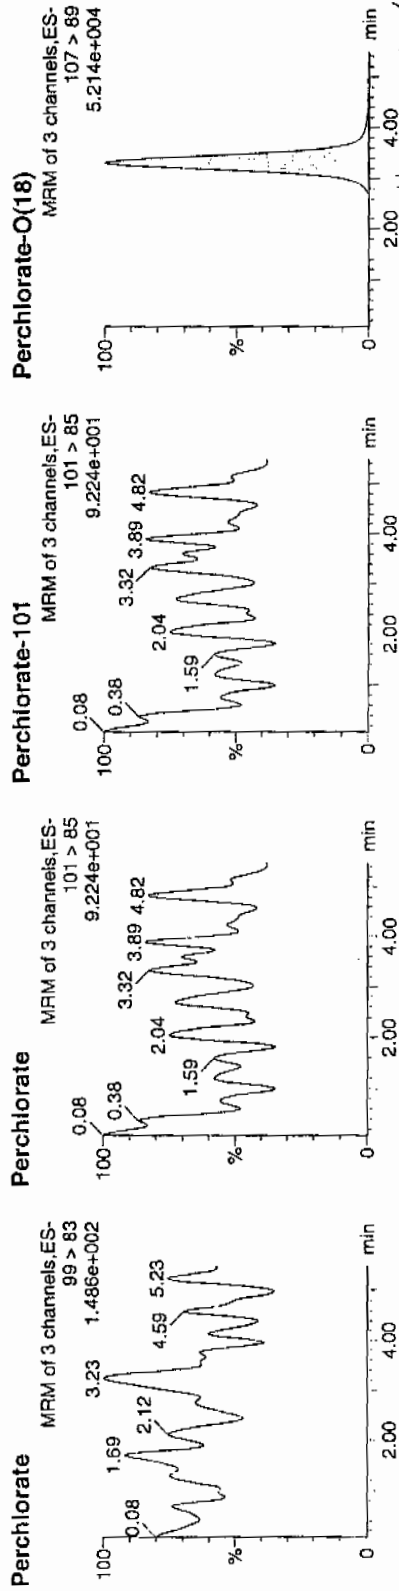 Perchlorate
MRM of 3 channels,ES-
99 > 83
1.486e+002
100
%
0
0.08
1.69
2.12
3.23
4.59
5.23
2.00
4.00
min
Perchlorate
MRM of 3 channels,ES-
101 > 85
9.224e+001
100
%
0
0.08
0.38
1.59
2.04
3.32
3.89
4.82
2.00
4.00
min
Perchlorate-101
MRM of 3 channels,ES-
101 > 85
9.224e+001
100
%
0
0.08
0.38
1.59
2.04
3.32
3.89
4.82
2.00
4.00
min
Perchlorate-O(18)
MRM of 3 channels,ES-
107 > 89
5.214e+004
100
%
0
2.00
4.00
min